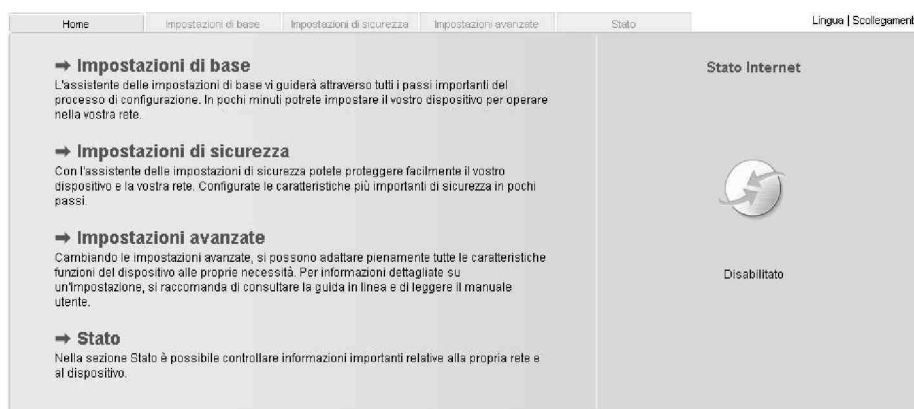 Home Impostazioni di base Impostazioni di sicurezza Impostazioni avanzate Stato Lingua | Scollegament
➡ Impostazioni di base
L'assistente delle impostazioni di base vi guiderà attraverso tutti i passi importanti del
processo di configurazione. In pochi minuti potrete impostare il vostro dispositivo per operare
nella vostra rete.
➡ Impostazioni di sicurezza
Con l'assistente delle impostazioni di sicurezza potete proteggere facilmente il vostro
dispositivo e la vostra rete. Configurate le caratteristiche più importanti di sicurezza in pochi
passi.
➡ Impostazioni avanzate
Cambiando le impostazioni avanzate, si possono adattare pienamente tutte le caratteristiche
funzioni del dispositivo alle proprie necessità. Per informazioni dettagliate su
un'impostazione, si raccomanda di consultare la guida in linea e di leggere il manuale
utente.
➡ Stato
Nella sezione Stato è possibile controllare informazioni importanti relative alla propria rete e
al dispositivo.
Stato Internet
Disabilitato